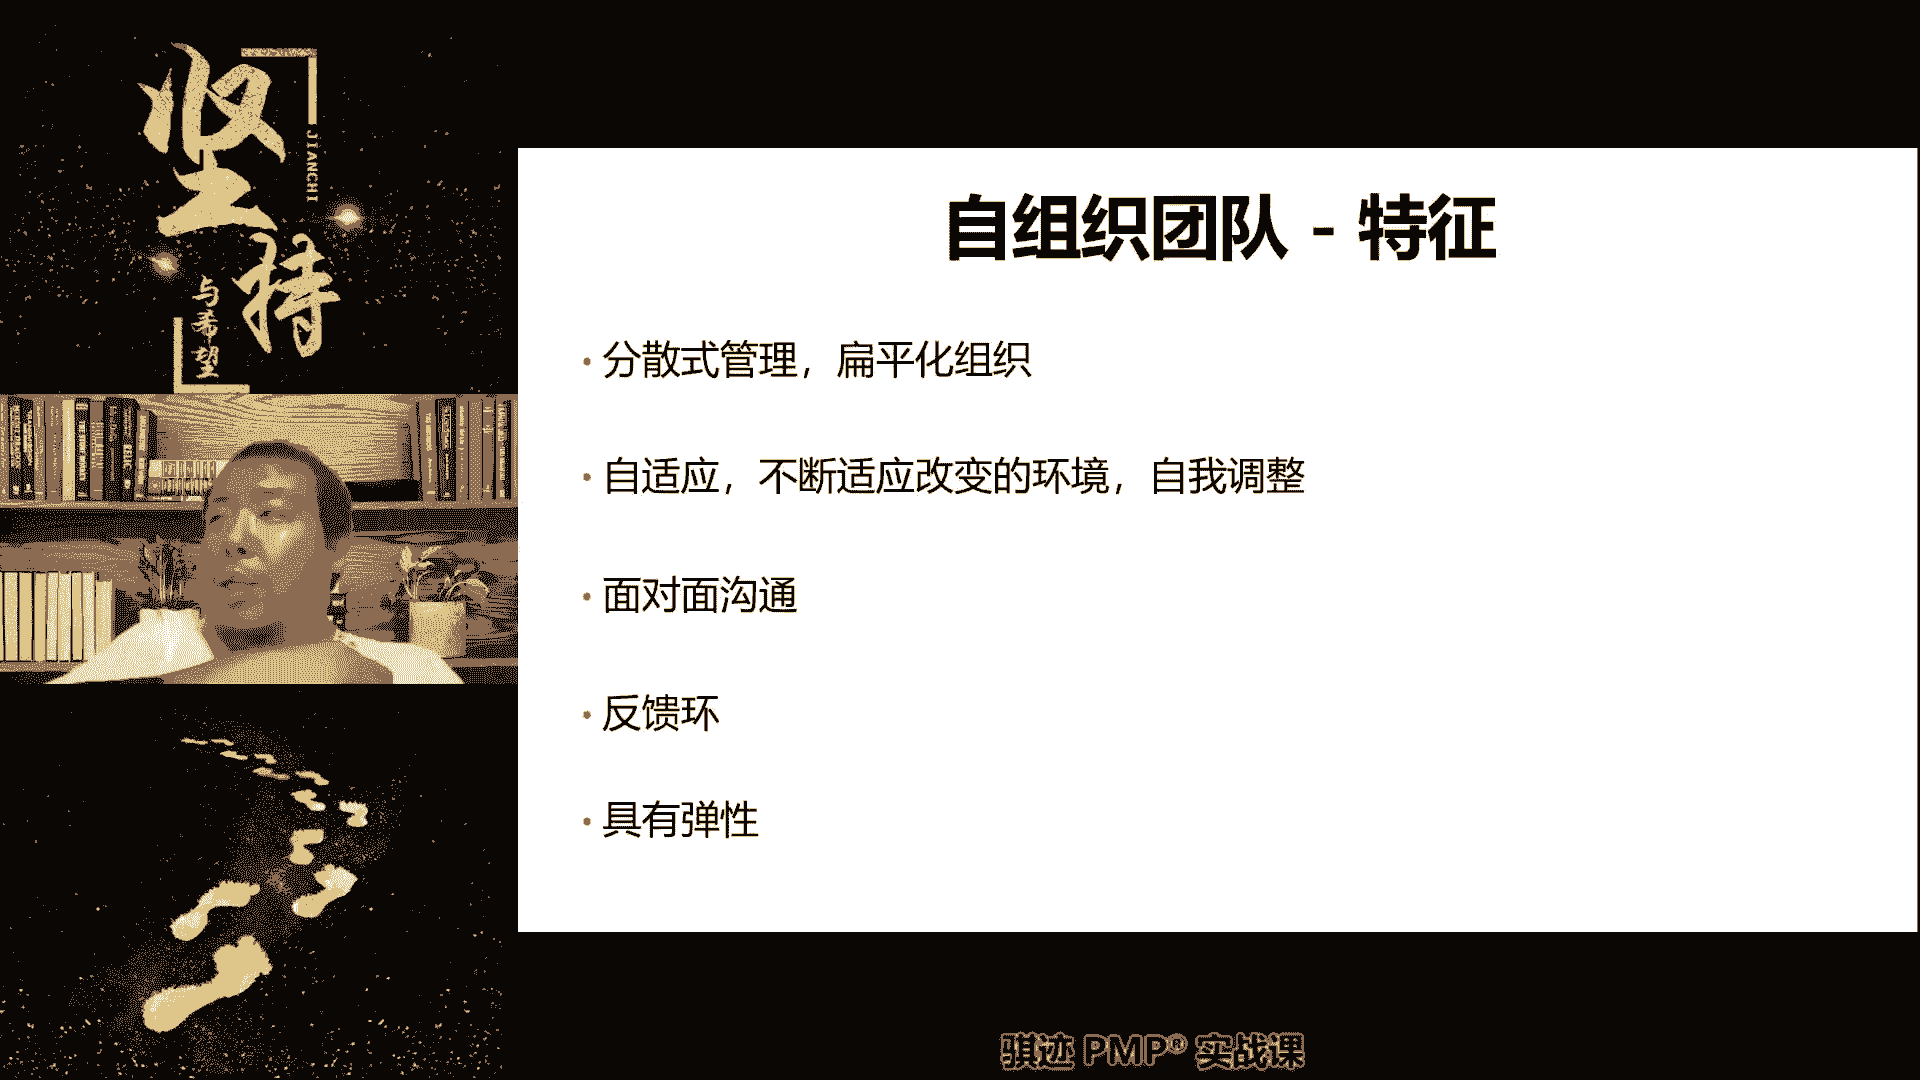 坚持
JIANCHI
与希望
自组织团队 - 特征
• 分散式管理，扁平化组织
• 自适应，不断适应改变的环境，自我调整
• 面对面沟通
• 反馈环
• 具有弹性
骐迹 PMP® 实战课